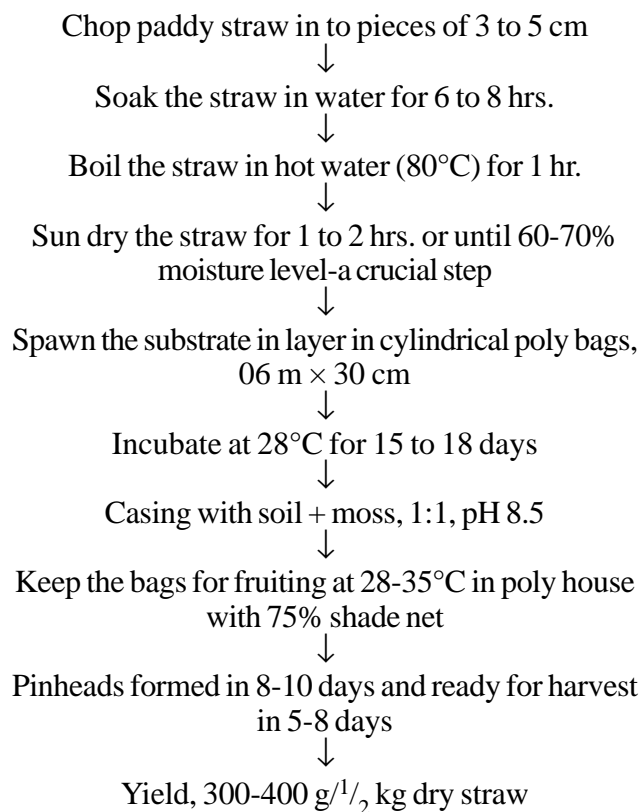 Chop paddy straw in to pieces of 3 to 5 cm
↓
Soak the straw in water for 6 to 8 hrs.
↓
Boil the straw in hot water (80°C) for 1 hr.
↓
Sun dry the straw for 1 to 2 hrs. or until 60-70%
moisture level-a crucial step
↓
Spawn the substrate in layer in cylindrical poly bags,
06 m × 30 cm
↓
Incubate at 28°C for 15 to 18 days
↓
Casing with soil + moss, 1:1, pH 8.5
↓
Keep the bags for fruiting at 28-35°C in poly house
with 75% shade net
↓
Pinheads formed in 8-10 days and ready for harvest
in 5-8 days
↓
Yield, 300-400 g/1/2 kg dry straw